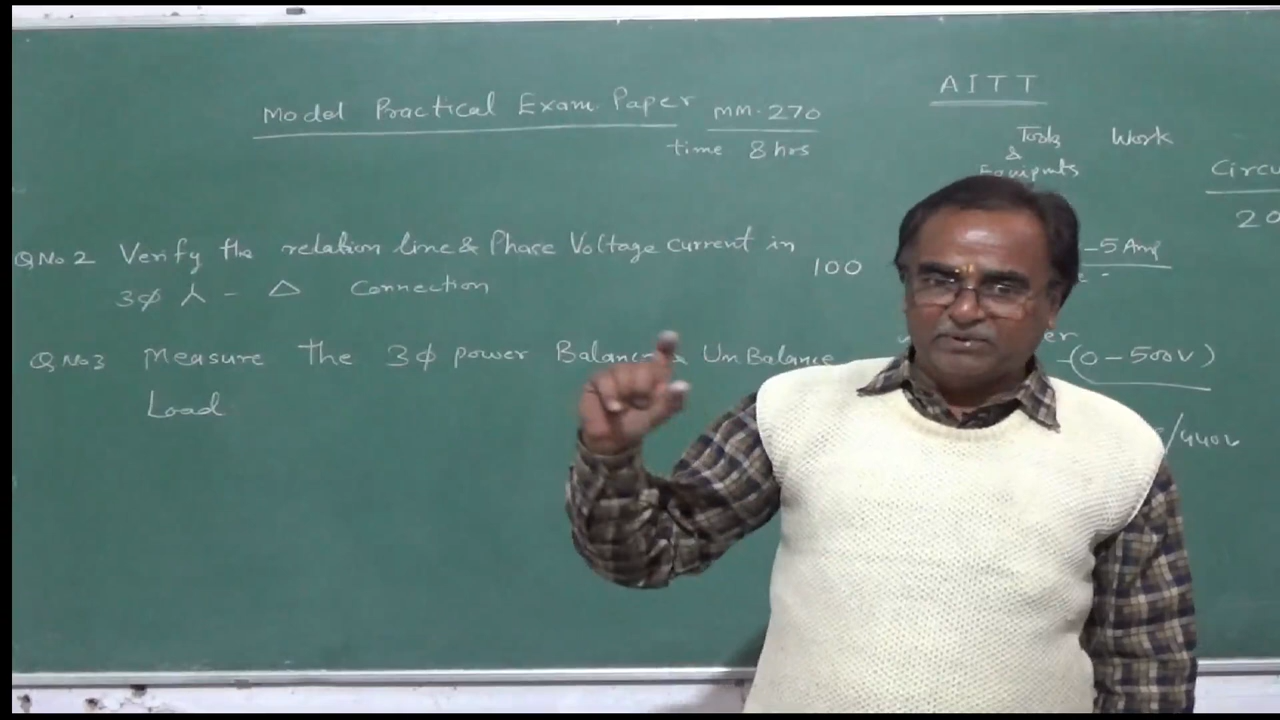 AITT
Model Practical Exam Paper MM. 270
time 8 hrs
Tools Work
&
Equipmts
Circu
20
Q No 2 Verify the relation line & Phase Voltage current in 100
3φ ⅄ - Δ Connection
-5 Amp
Q No 3 Measure The 3φ power Balance & UnBalance
Load
er
-(0-500V)
/440V